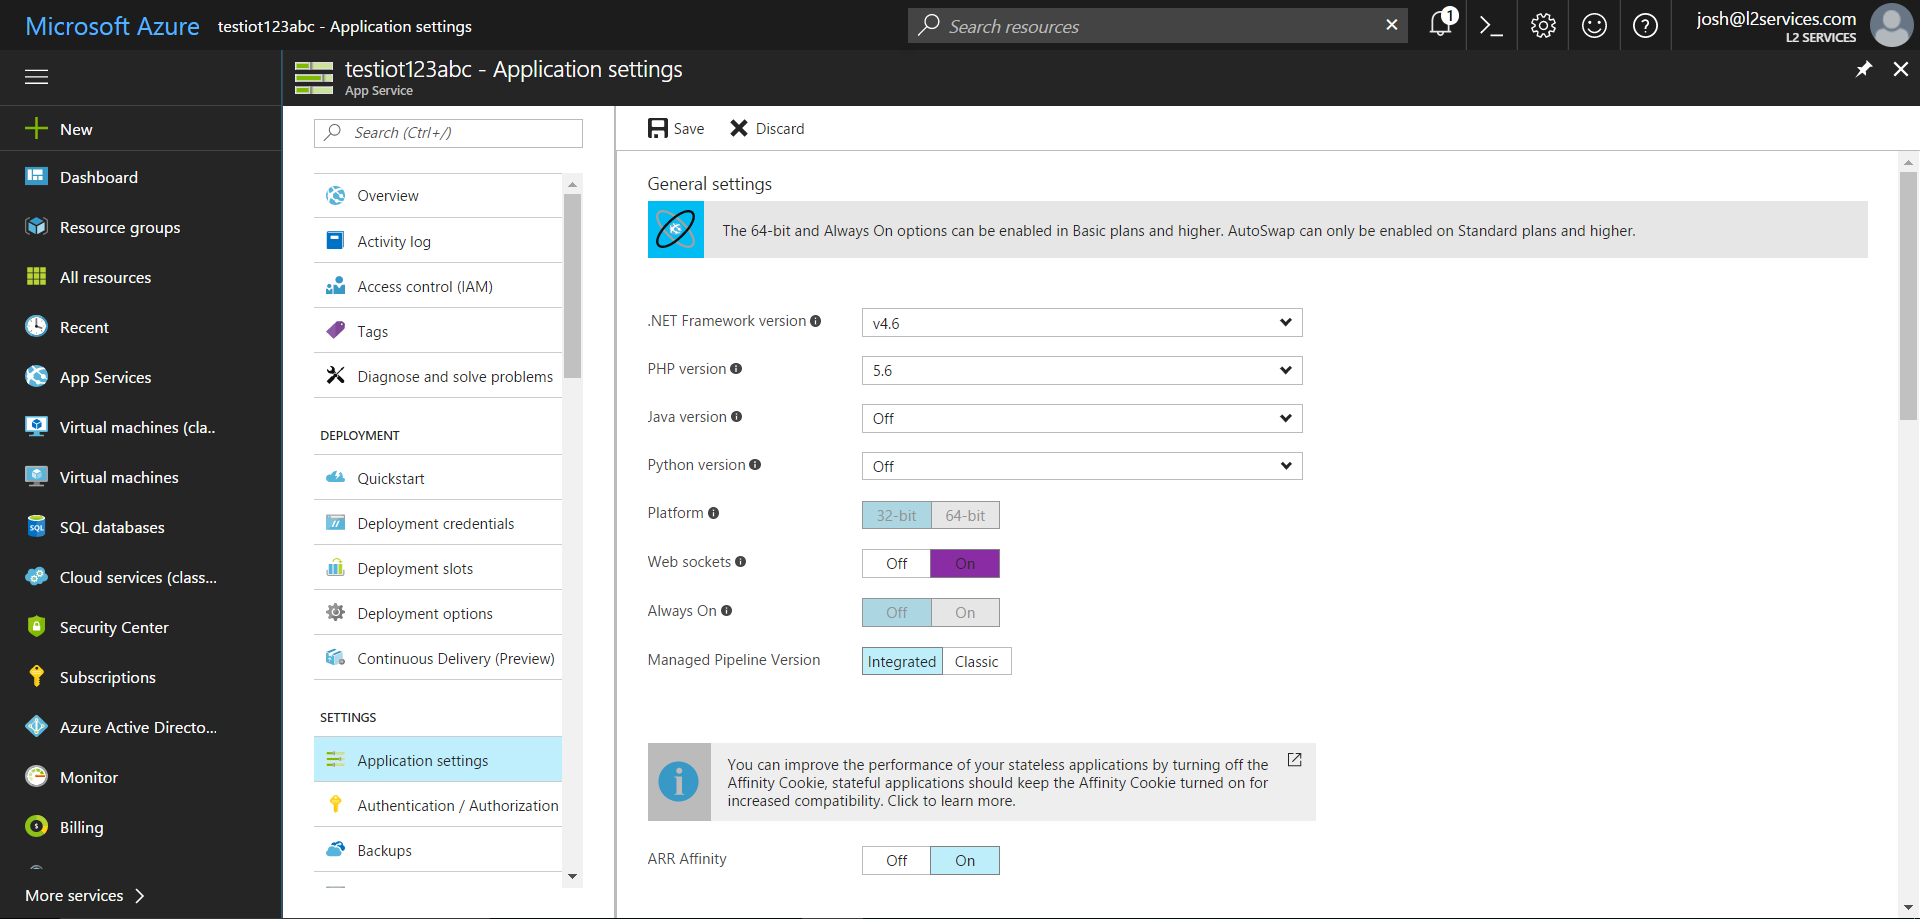 Microsoft Azure testiot123abc - Application settings
Search resources
1
josh@l2services.com
L2 SERVICES
testiot123abc - Application settings
App Service
New
Dashboard
Resource groups
All resources
Recent
App Services
Virtual machines (cla..
Virtual machines
SQL databases
Cloud services (class...
Security Center
Subscriptions
Azure Active Directo...
Monitor
Billing
More services
Search (Ctrl+/)
Overview
Activity log
Access control (IAM)
Tags
Diagnose and solve problems
DEPLOYMENT
Quickstart
Deployment credentials
Deployment slots
Deployment options
Continuous Delivery (Preview)
SETTINGS
Application settings
Authentication / Authorization
Backups
Save Discard
General settings
The 64-bit and Always On options can be enabled in Basic plans and higher. AutoSwap can only be enabled on Standard plans and higher.
.NET Framework version v4.6
PHP version 5.6
Java version Off
Python version Off
Platform 32-bit 64-bit
Web sockets Off On
Always On Off On
Managed Pipeline Version Integrated Classic
You can improve the performance of your stateless applications by turning off the
Affinity Cookie, stateful applications should keep the Affinity Cookie turned on for
increased compatibility. Click to learn more.
ARR Affinity Off On